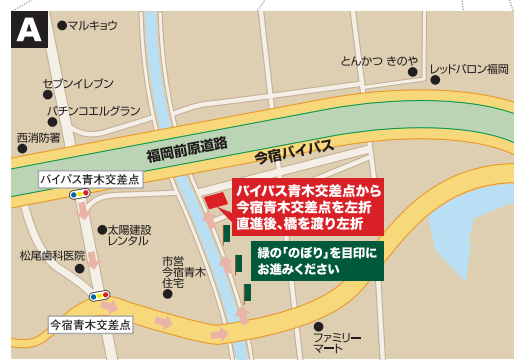 A
マルキョウ
とんかつ きのや
レッドバロン福岡
セブンイレブン
パチンコエルグラン
西消防署
福岡前原道路
今宿バイパス
バイパス青木交差点
バイパス青木交差点から
今宿青木交差点を左折
直進後、橋を渡り左折
太陽建設
レンタル
緑の「のぼり」を目印に
お進みください
松尾歯科医院
市営
今宿青木
住宅
今宿青木交差点
ファミリー
マート